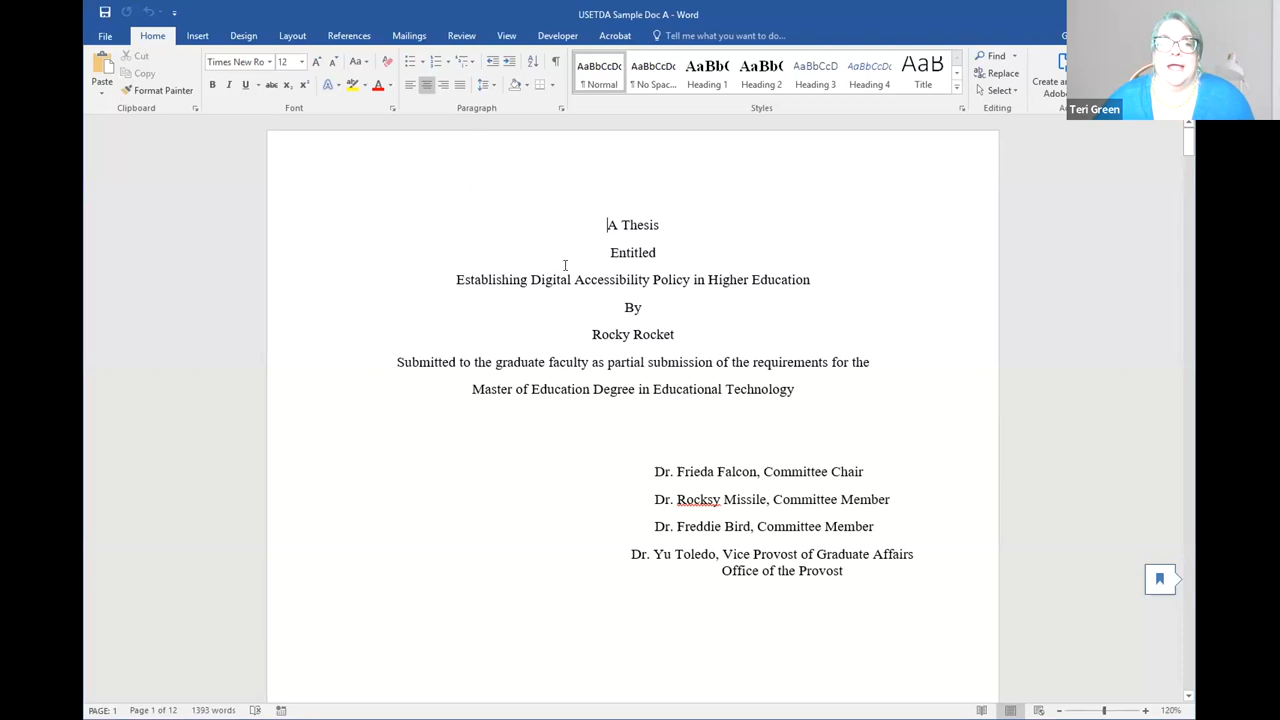 USETDA Sample Doc A - Word
File Home Insert Design Layout References Mailings Review View Developer Acrobat Tell me what you want to do...
Paste
Cut
Copy
Format Painter
Clipboard
Times New Ro 12
Font
Paragraph
AaBbCcDc AaBbCcDc AaBbC AaBbC AaBbCcD AaBbCcD AaBb
¶ Normal ¶ No Spac... Heading 1 Heading 2 Heading 3 Heading 4 Title
Styles
Find
Replace
Select
Editing
Create an
Adobe
Teri Green
A Thesis
Entitled
Establishing Digital Accessibility Policy in Higher Education
By
Rocky Rocket
Submitted to the graduate faculty as partial submission of the requirements for the
Master of Education Degree in Educational Technology
Dr. Frieda Falcon, Committee Chair
Dr. Rocksy Missile, Committee Member
Dr. Freddie Bird, Committee Member
Dr. Yu Toledo, Vice Provost of Graduate Affairs
Office of the Provost
PAGE: 1 Page 1 of 12 1393 words 120%